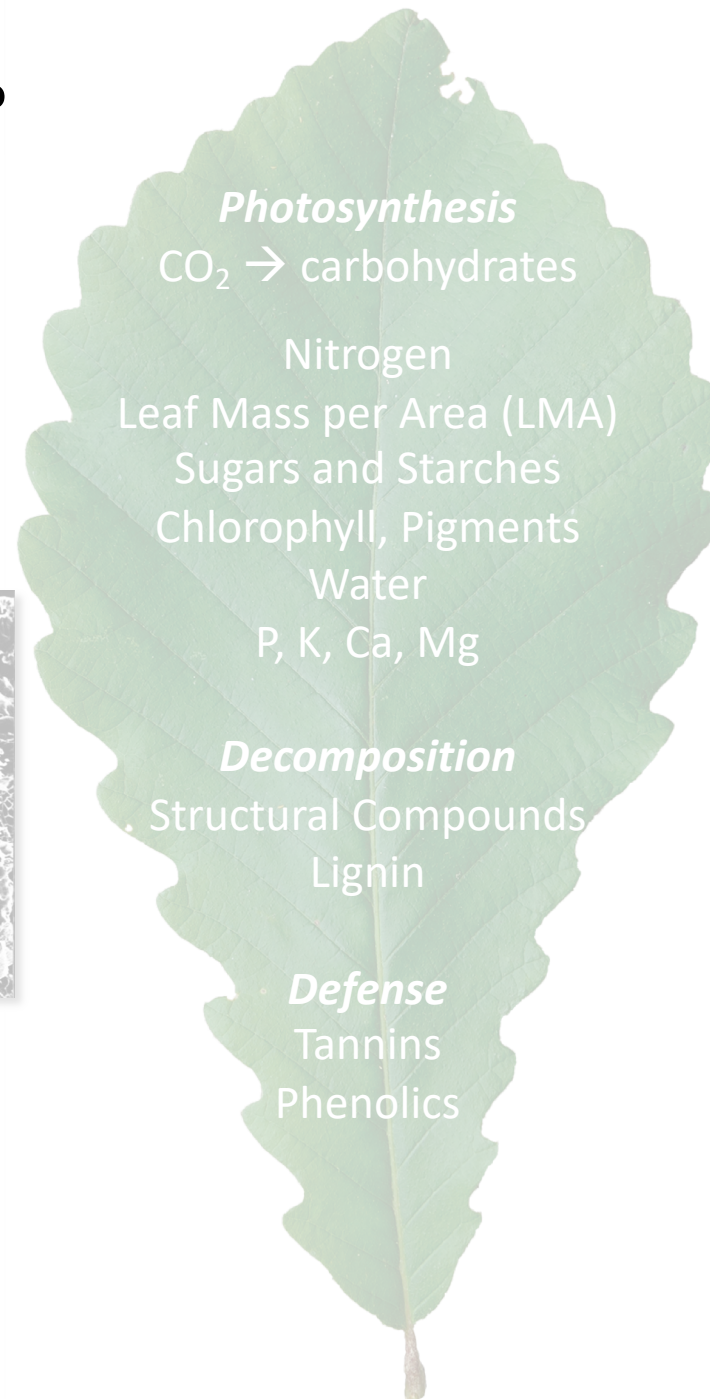 Photosynthesis
CO₂ → carbohydrates
Nitrogen
Leaf Mass per Area (LMA)
Sugars and Starches
Chlorophyll, Pigments
Water
P, K, Ca, Mg
Decomposition
Structural Compounds
Lignin
Defense
Tannins
Phenolics